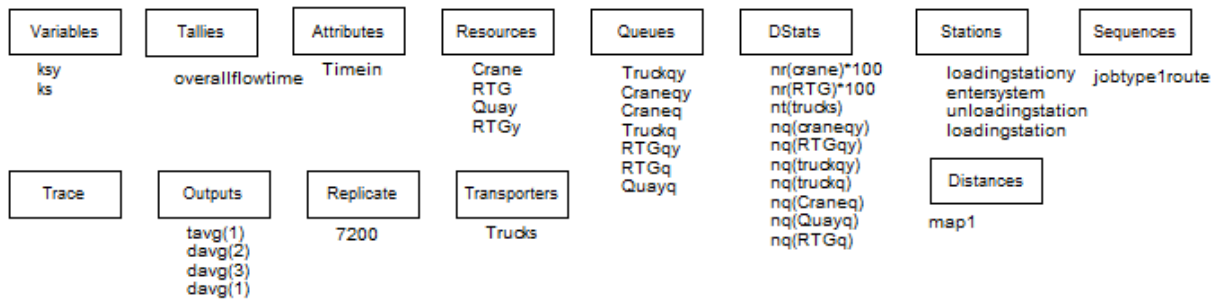 Variables
ksy
ks
Tallies
overallflowtime
Attributes
Timein
Resources
Crane
RTG
Quay
RTGy
Queues
Truckqy
Craneqy
Craneq
Truckq
RTGqy
RTGq
Quayq
DStats
nr(crane)*100
nr(RTG)*100
nt(trucks)
nq(craneqy)
nq(RTGqy)
nq(truckqy)
nq(truckq)
nq(Craneq)
nq(Quayq)
nq(RTGq)
Stations
loadingstationy
entersystem
unloadingstation
loadingstation
Sequences
jobtype1route
Trace
Outputs
tavg(1)
davg(2)
davg(3)
davg(1)
Replicate
7200
Transporters
Trucks
Distances
map1